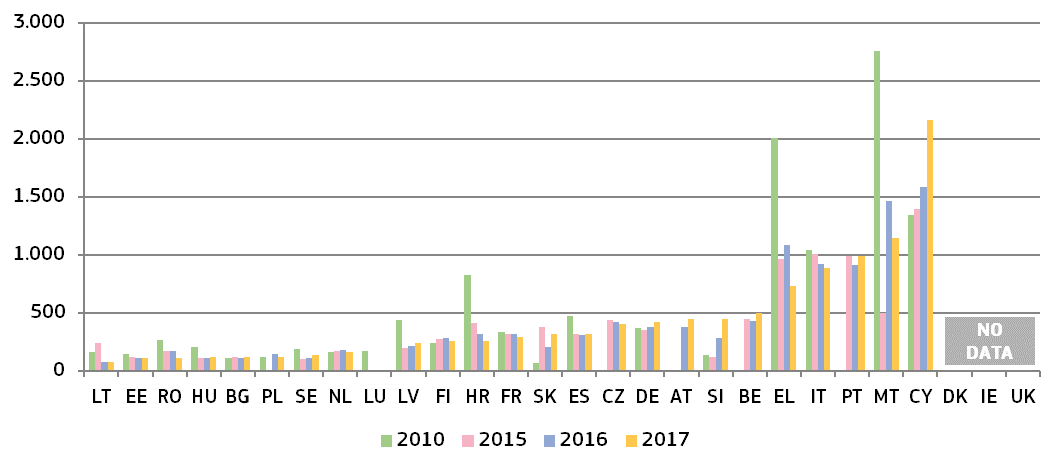 3.000
2.500
2.000
1.500
1.000
500
0
NO
DATA
LT EE RO HU BG PL SE NL LU LV FI HR FR SK ES CZ DE AT SI BE EL IT PT MT CY DK IE UK
2010 2015 2016 2017